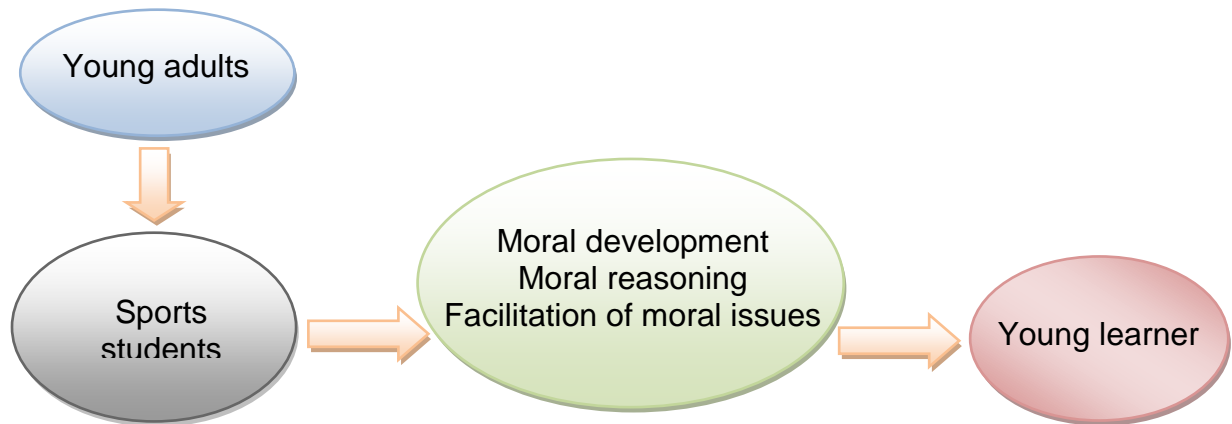 Young adults
Sports
students
Moral development
Moral reasoning
Facilitation of moral issues
Young learner